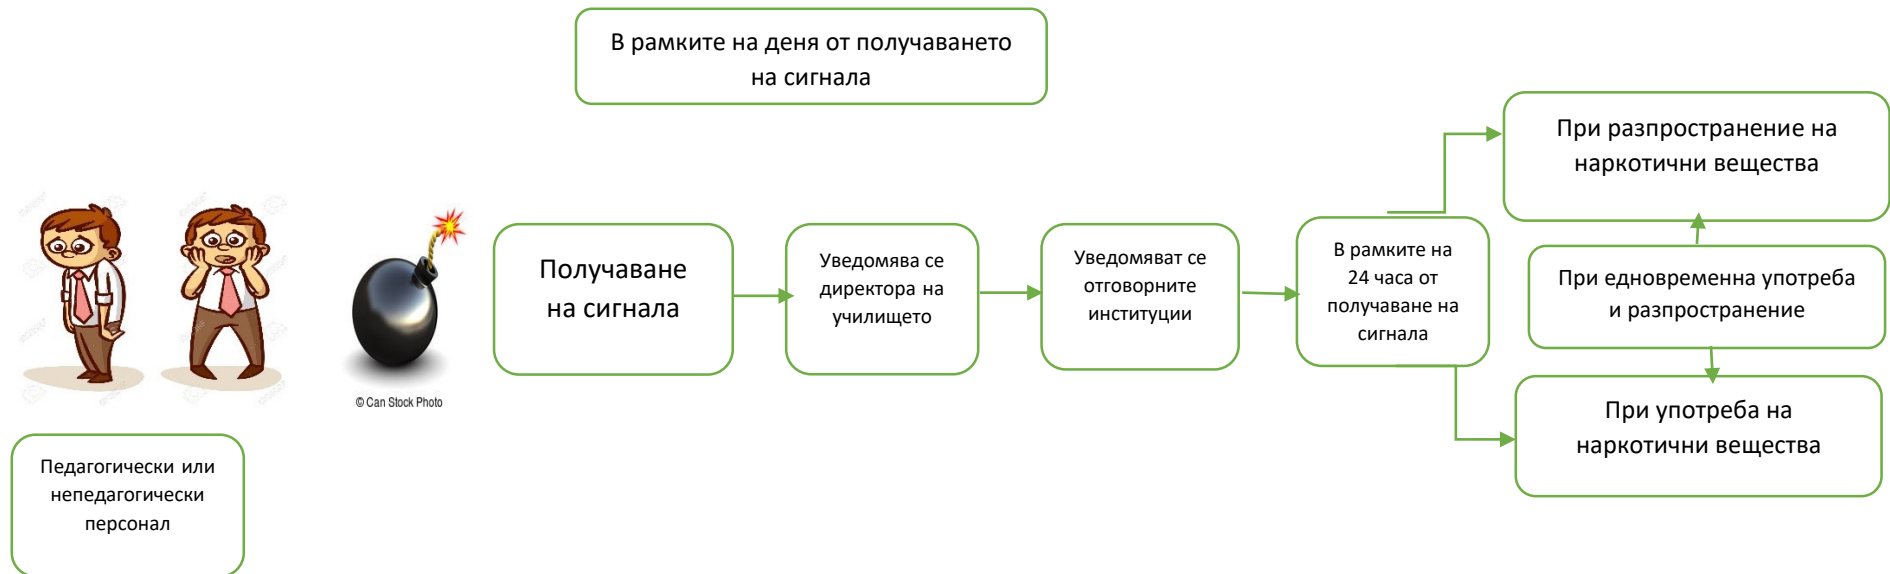 В рамките на деня от получаването
на сигнала
Получаване
на сигнала
Уведомява се
директора на
училището
Уведомяват се
отговорните
институции
В рамките на
24 часа от
получаване на
сигнала
При разпространение на
наркотични вещества
При едновременна употреба
и разпространение
При употреба на
наркотични вещества
© Can Stock Photo
Педагогически или
непедагогически
персонал